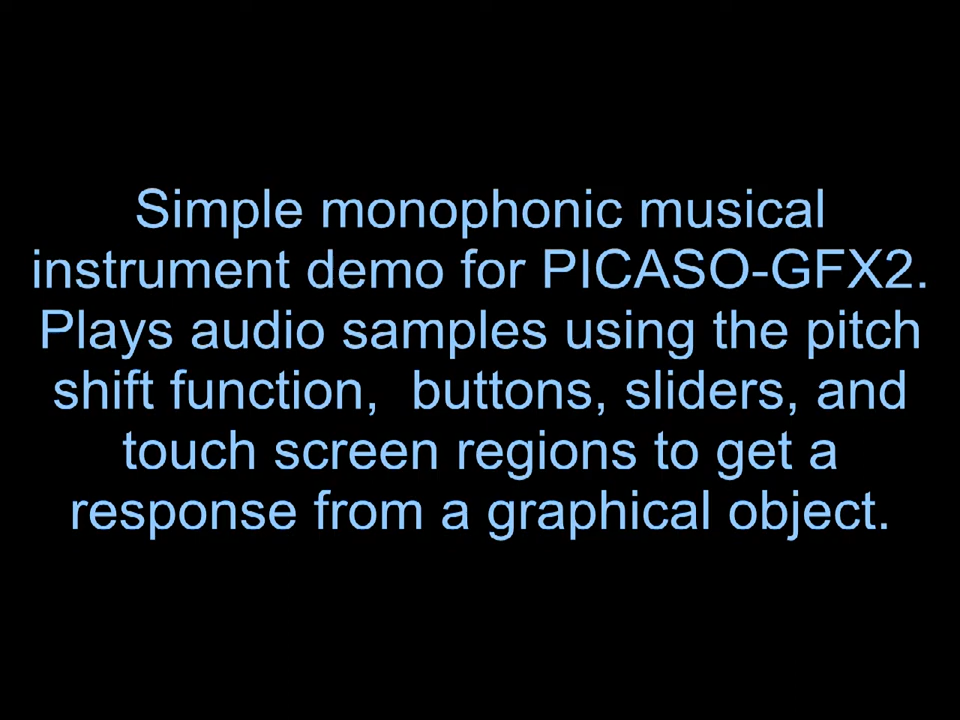 Simple monophonic musical
instrument demo for PICASO-GFX2.
Plays audio samples using the pitch
shift function,  buttons, sliders, and
touch screen regions to get a
response from a graphical object.